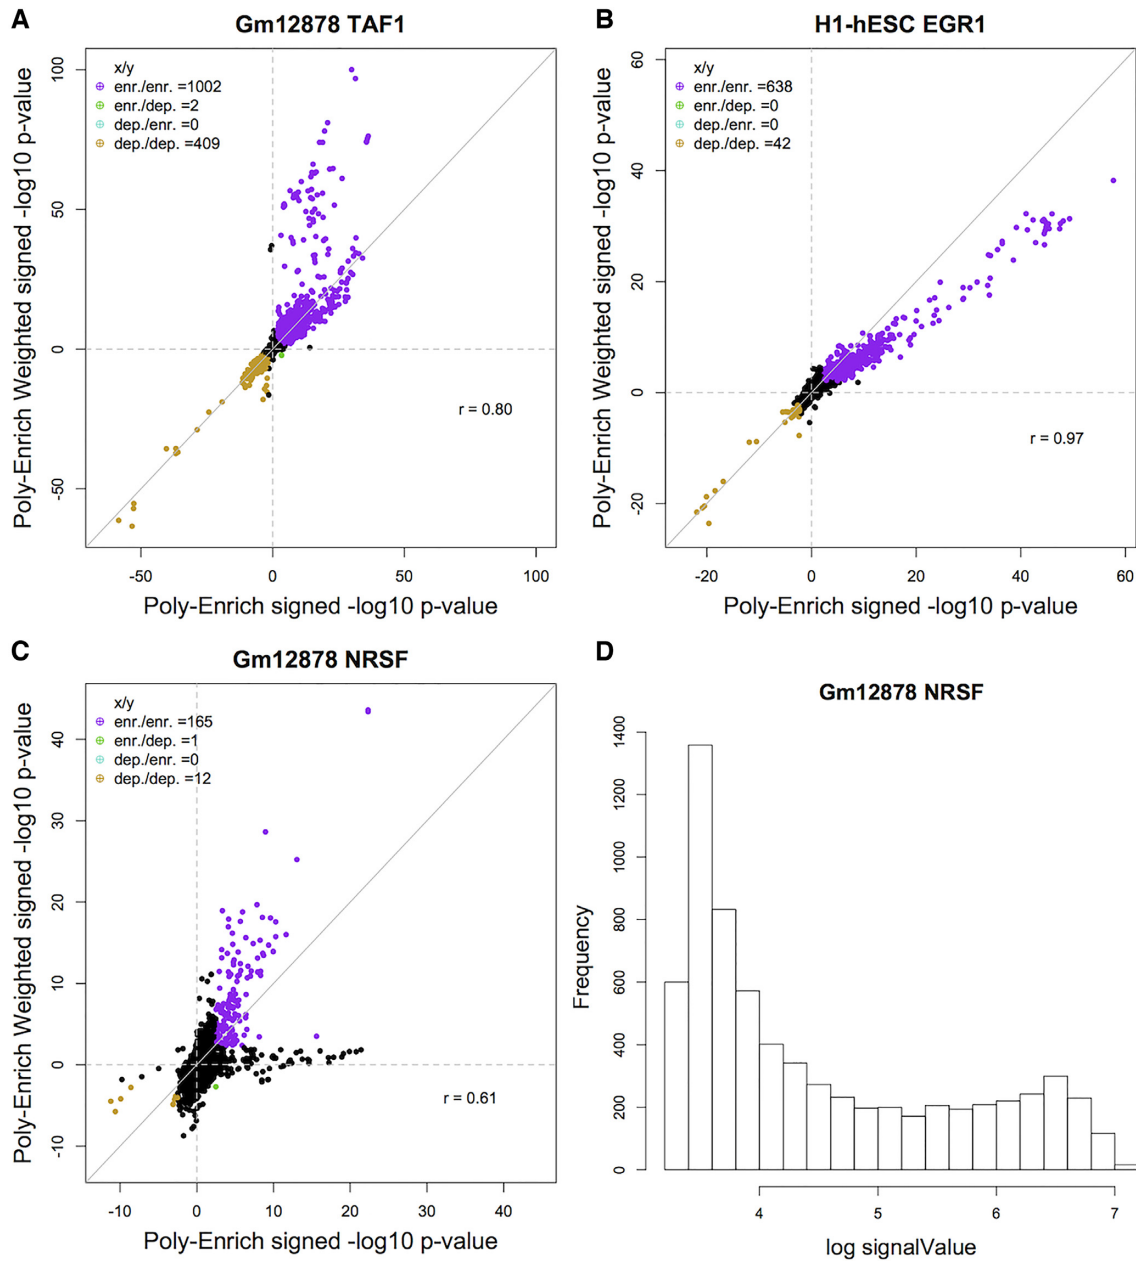 A
Gm12878 TAF1
x/y
enr./enr. =1002
enr./dep. =2
dep./enr. =0
dep./dep. =409
r = 0.80
100
50
0
-50
-50
0
50
100
Poly-Enrich Weighted signed -log10 p-value
Poly-Enrich signed -log10 p-value
B
H1-hESC EGR1
x/y
enr./enr. =638
enr./dep. =0
dep./enr. =0
dep./dep. =42
r = 0.97
60
40
20
0
-20
-20
0
20
40
60
Poly-Enrich Weighted signed -log10 p-value
Poly-Enrich signed -log10 p-value
C
Gm12878 NRSF
x/y
enr./enr. =165
enr./dep. =1
dep./enr. =0
dep./dep. =12
r = 0.61
40
30
20
10
0
-10
-10
0
10
20
30
40
Poly-Enrich Weighted signed -log10 p-value
Poly-Enrich signed -log10 p-value
D
Gm12878 NRSF
1400
1200
1000
800
600
400
200
0
4
5
6
7
Frequency
log signalValue